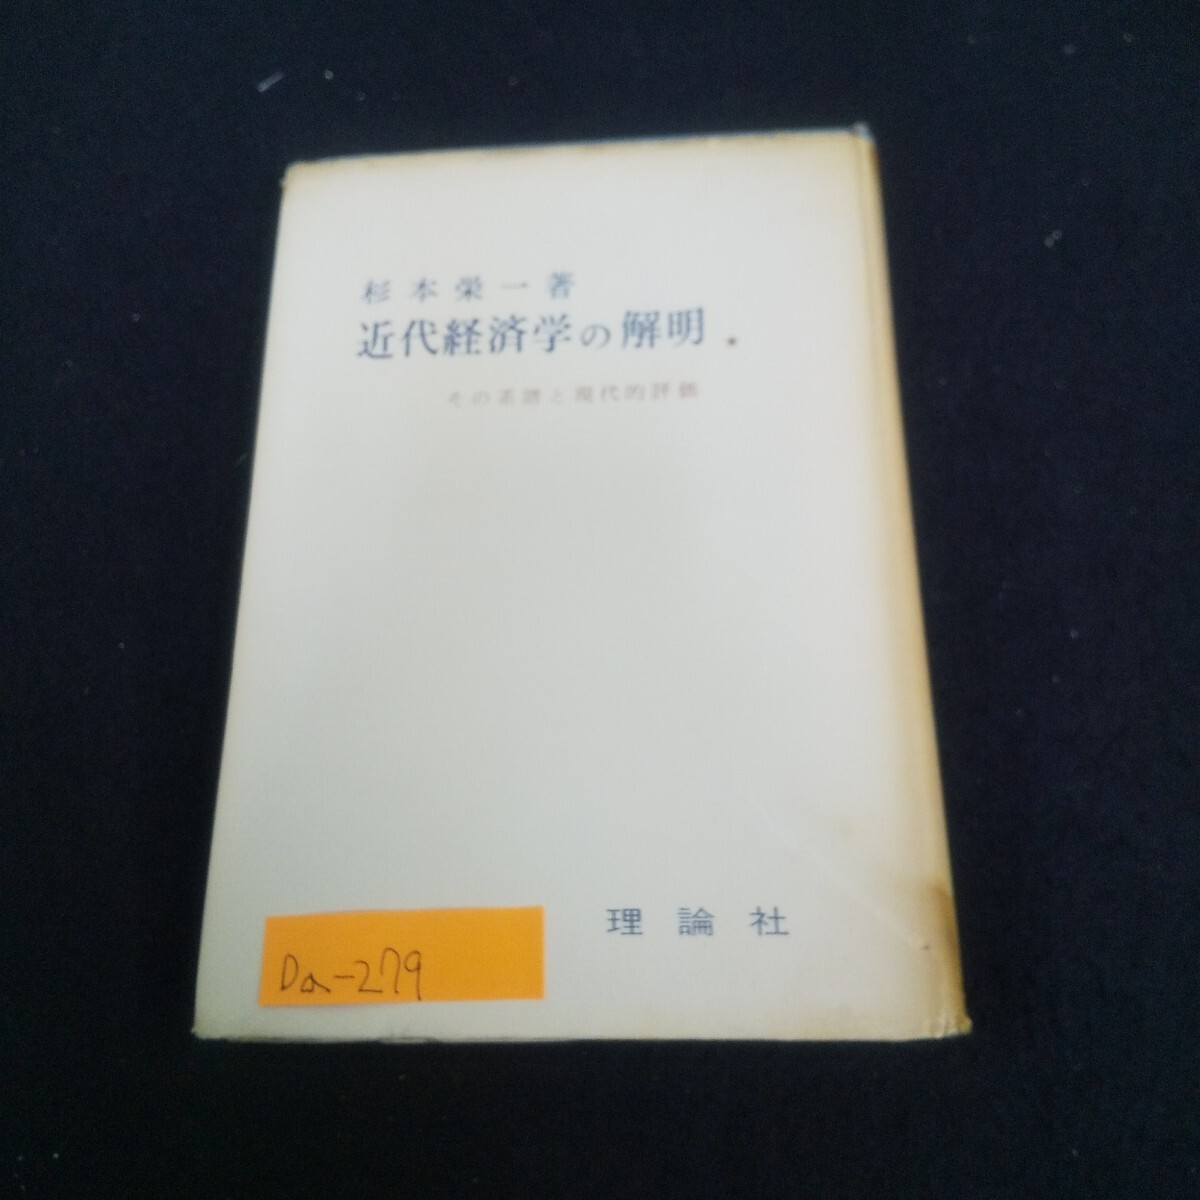 杉本栄一著
近代経済学の解明 *
その系譜と現代的評価
理論社
Da-279